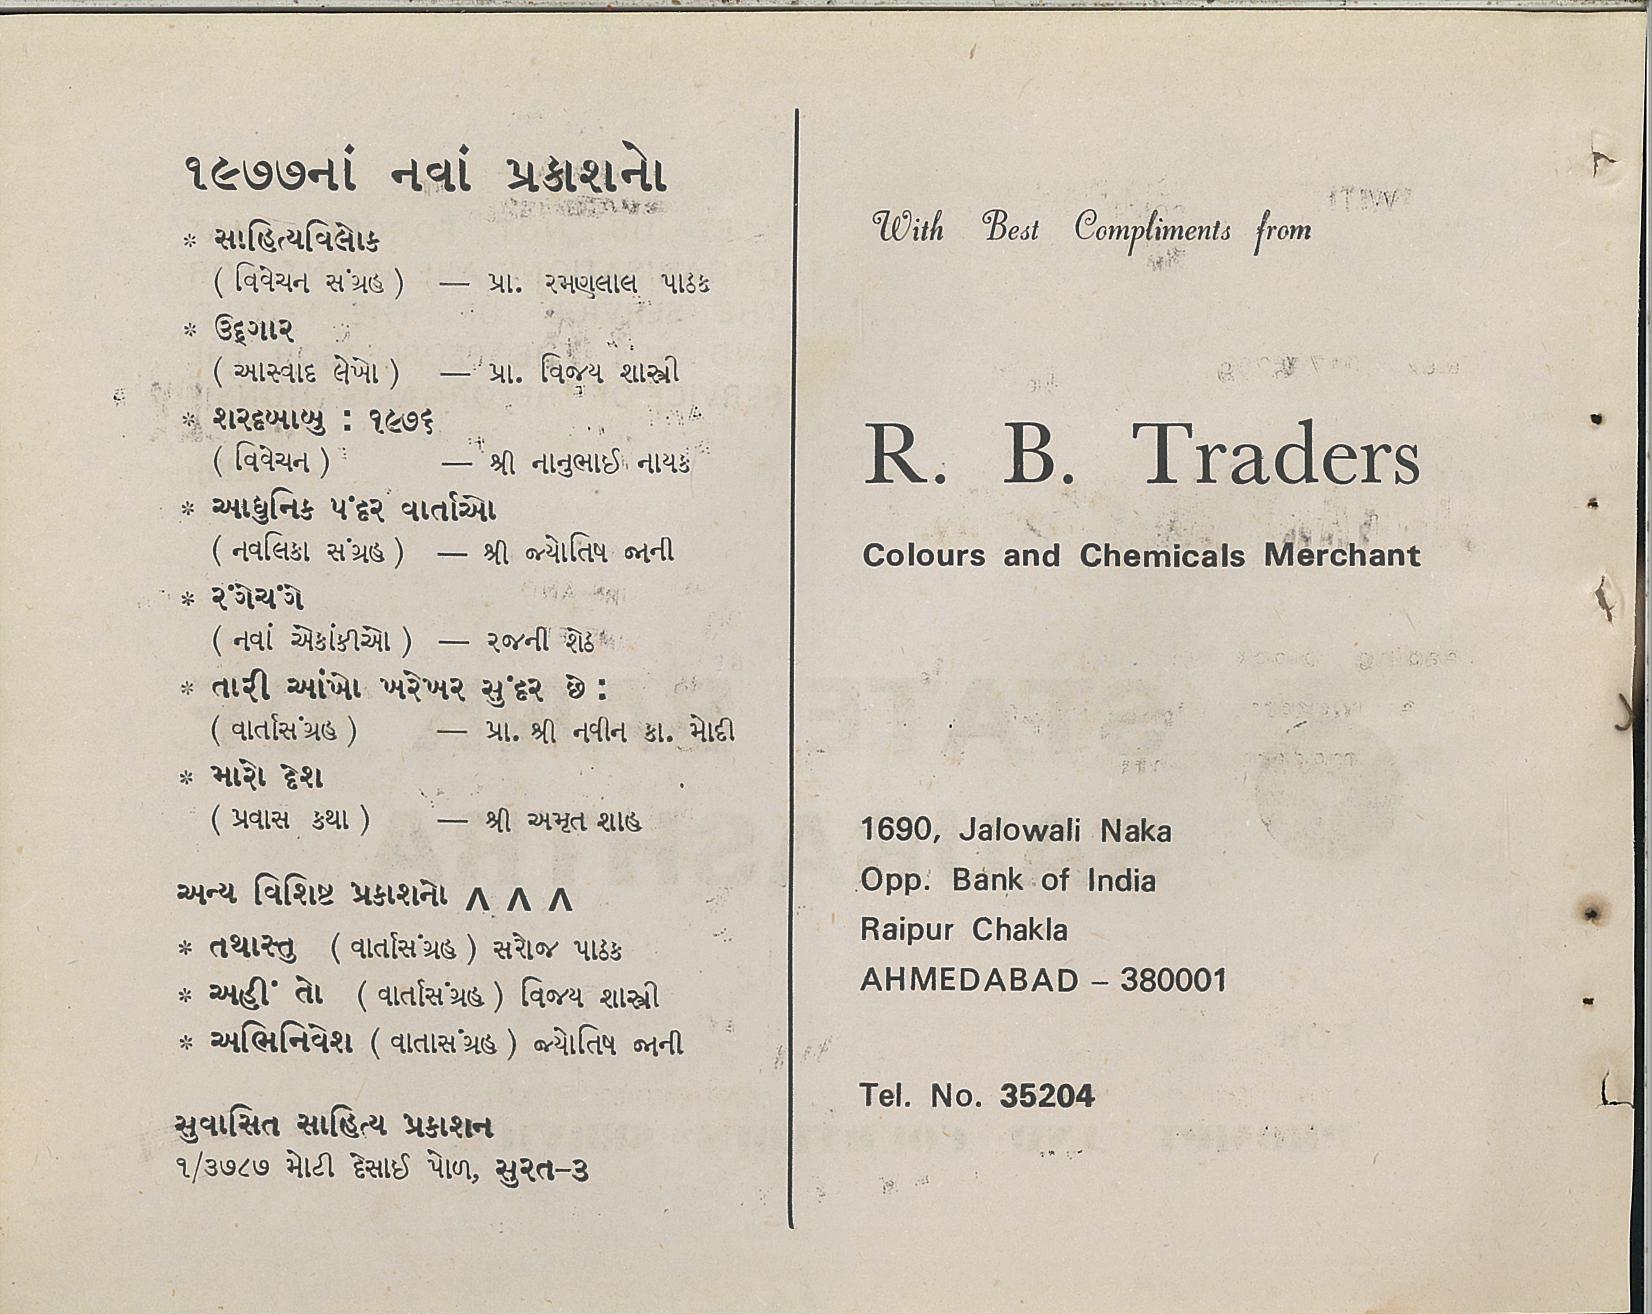 ૧૯૭૭નાં નવાં પ્રકાશનો
* સાહિત્યવિલોક
( વિવેચન સંગ્રહ ) — પ્રા. રમણલાલ પાઠક
* ઉદ્દગાર
( આસ્વાદ લેખો ) — પ્રા. વિજય શાસ્ત્રી
* શરદબાબુ : ૧૯૭૬
( વિવેચન ) — શ્રી નાનુભાઈ નાયક
* આધુનિક પંદર વાર્તાઓ
( નવલિકા સંગ્રહ ) — શ્રી જ્યોતિષ જાની
* રંગેચંગે
( નવાં એકાંકીઓ ) — રજની શેઠ
* તારી આંખો ખરેખર સુંદર છે :
( વાર્તાસંગ્રહ ) — પ્રા. શ્રી નવીન કા. મોદી
* મારો દેશ
( પ્રવાસ કથા ) — શ્રી અમૃત શાહ
અન્ય વિશિષ્ટ પ્રકાશનો Λ Λ Λ
* તથાસ્તુ ( વાર્તાસંગ્રહ ) સરોજ પાઠક
* અહીં તો ( વાર્તાસંગ્રહ ) વિજય શાસ્ત્રી
* અભિનિવેશ ( વાતાસંગ્રહ ) જ્યોતિષ જાની
સુવાસિત સાહિત્ય પ્રકાશન
૧/૩૭૮૭ મોટી દેસાઈ પોળ, સુરત–૩
With Best Compliments from
R. B. Traders
Colours and Chemicals Merchant
1690, Jalowali Naka
Opp. Bank of India
Raipur Chakla
AHMEDABAD – 380001
Tel. No. 35204